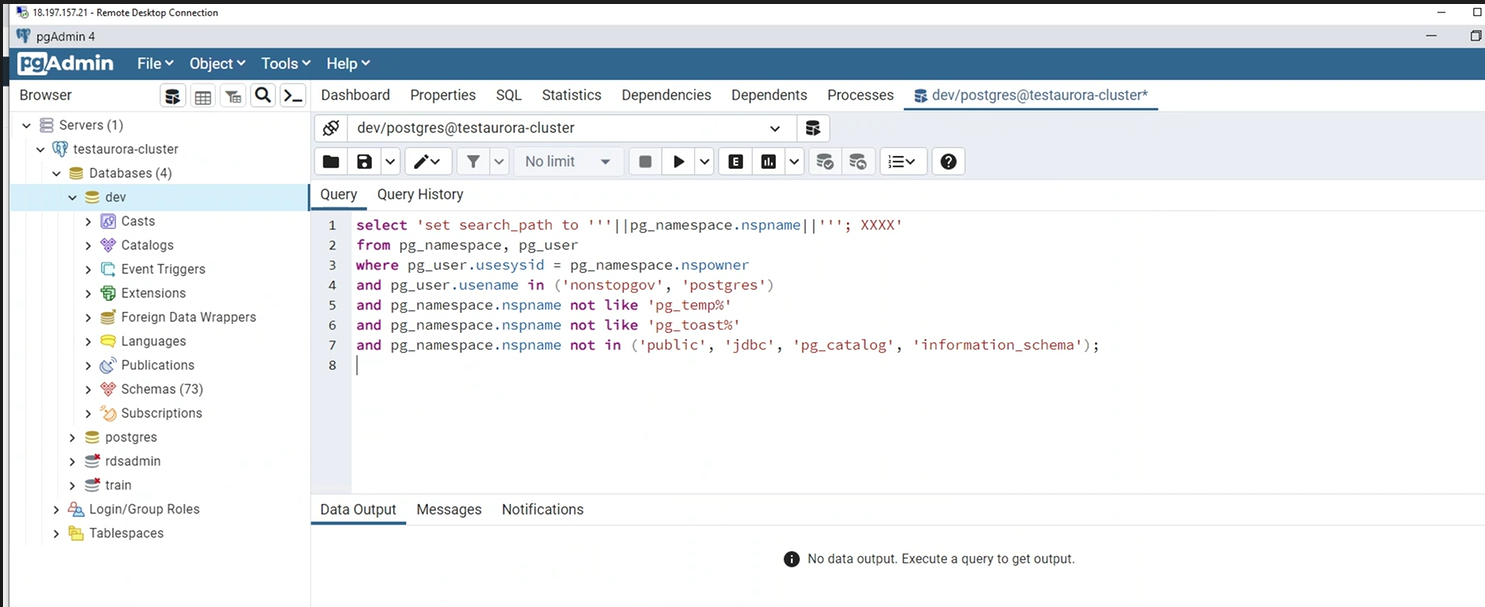 18.197.157.21 - Remote Desktop Connection
pgAdmin 4
pgAdmin File Object Tools Help
Browser
Dashboard Properties SQL Statistics Dependencies Dependents Processes dev/postgres@testaurora-cluster*
Servers (1)
testaurora-cluster
Databases (4)
dev
Casts
Catalogs
Event Triggers
Extensions
Foreign Data Wrappers
Languages
Publications
Schemas (73)
Subscriptions
postgres
rdsadmin
train
Login/Group Roles
Tablespaces
dev/postgres@testaurora-cluster
No limit E
Query Query History
1 select 'set search_path to '''||pg_namespace.nspname||'''; XXXX'
2 from pg_namespace, pg_user
3 where pg_user.usesysid = pg_namespace.nspowner
4 and pg_user.usename in ('nonstopgov', 'postgres')
5 and pg_namespace.nspname not like 'pg_temp%'
6 and pg_namespace.nspname not like 'pg_toast%'
7 and pg_namespace.nspname not in ('public', 'jdbc', 'pg_catalog', 'information_schema');
8
Data Output Messages Notifications
No data output. Execute a query to get output.